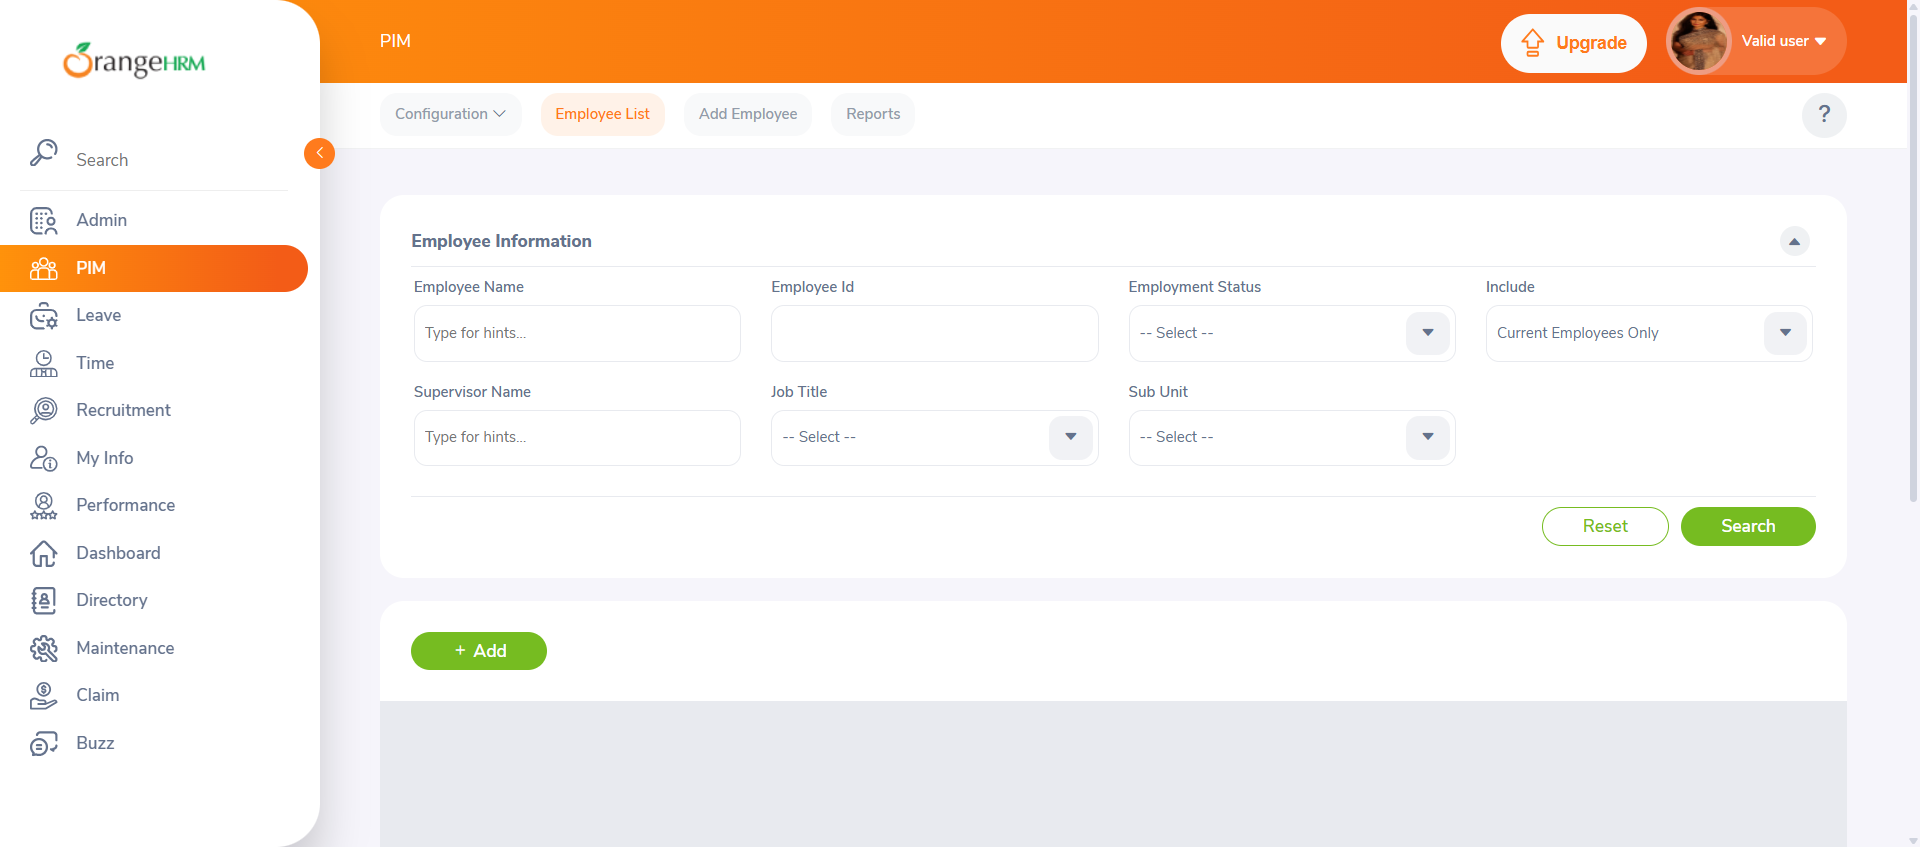 OrangeHRM
PIM
Upgrade
Valid user
Configuration
Employee List
Add Employee
Reports
?
Search
Admin
PIM
Leave
Time
Recruitment
My Info
Performance
Dashboard
Directory
Maintenance
Claim
Buzz
Employee Information
Employee Name
Employee Id
Employment Status
Include
Type for hints...
-- Select --
Current Employees Only
Supervisor Name
Job Title
Sub Unit
Type for hints...
-- Select --
-- Select --
Reset
Search
+ Add